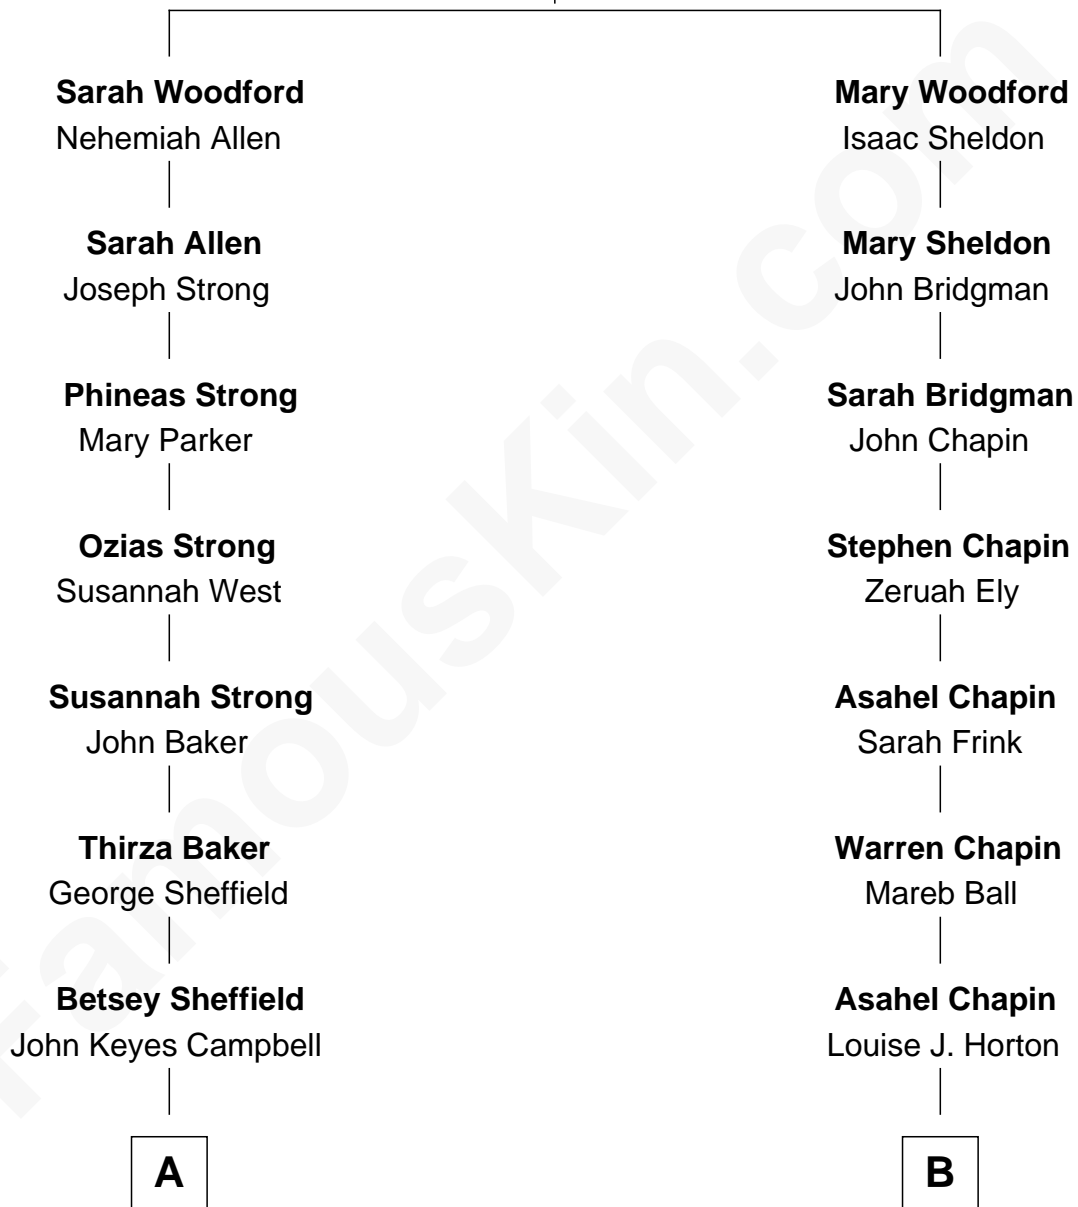 Sarah Woodford
Nehemiah Allen
Sarah Allen
Joseph Strong
Phineas Strong
Mary Parker
Ozias Strong
Susannah West
Susannah Strong
John Baker
Thirza Baker
George Sheffield
Betsey Sheffield
John Keyes Campbell
A
Mary Woodford
Isaac Sheldon
Mary Sheldon
John Bridgman
Sarah Bridgman
John Chapin
Stephen Chapin
Zeruah Ely
Asahel Chapin
Sarah Frink
Warren Chapin
Mareb Ball
Asahel Chapin
Louise J. Horton
B
FamousKin.com